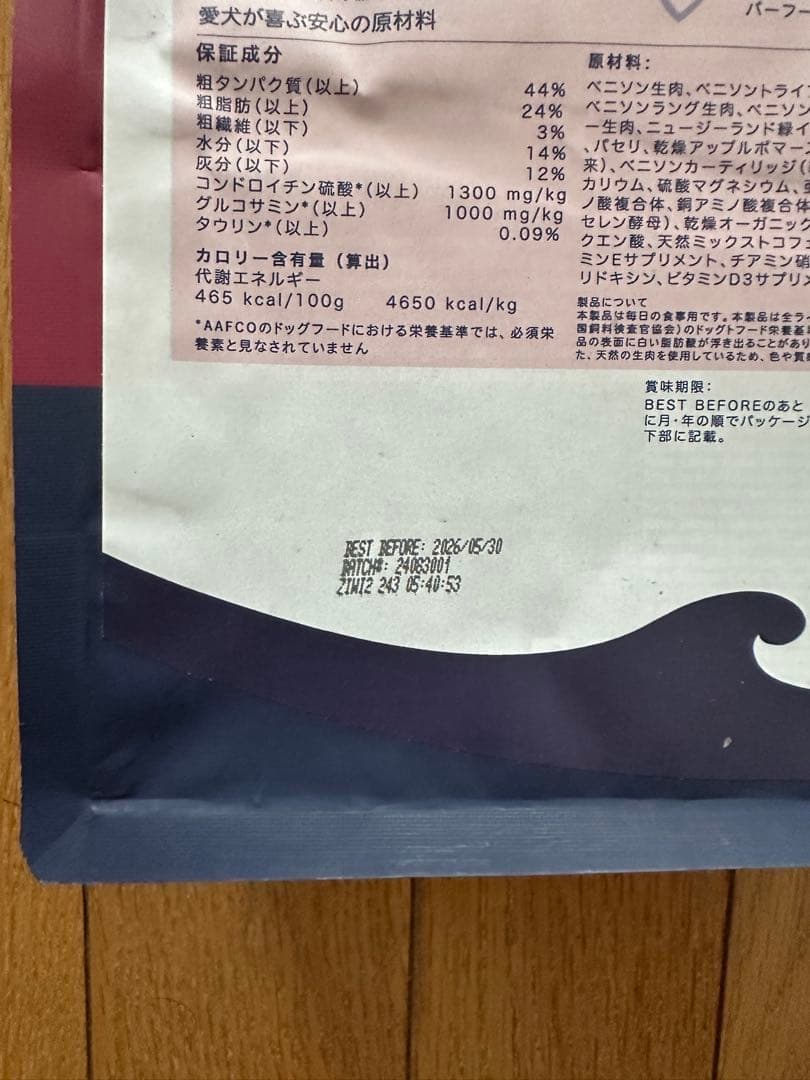 愛犬が喜ぶ安心の原材料
パーフー
保証成分
粗タンパク質(以上) 44%
粗脂肪(以上) 24%
粗繊維(以下) 3%
水分(以下) 14%
灰分(以下) 12%
コンドロイチン硫酸*(以上) 1300 mg/kg
グルコサミン*(以上) 1000 mg/kg
タウリン*(以上) 0.09%
カロリー含有量(算出)
代謝エネルギー
465 kcal/100g 4650 kcal/kg
*AAFCOのドッグフードにおける栄養基準では、必須栄
養素と見なされていません
原材料:
ベニソン生肉、ベニソントライプ
ベニソンラング生肉、ベニソン
ー生肉、ニュージーランド緑イ
、パセリ、乾燥アップルポマース
来)、ベニソンカーティリッジ(
カリウム、硫酸マグネシウム、
ノ酸複合体、銅アミノ酸複合体
セレン酵母)、乾燥オーガニック
クエン酸、天然ミックストコフェ
ミンEサプリメント、チアミン硝
リドキシン、ビタミンD3サプリメ
製品について
本製品は毎日の食事用です。本製品は全ラ
国飼料検査官協会)のドッグトフード栄養基準
品の表面に白い脂肪酸が浮き出ることがあり
た、天然の生肉を使用しているため、色や質
賞味期限:
BEST BEFOREのあと
に月・年の順でパッケージ
下部に記載。
BEST BEFORE: 2026/05/30
BATCH#: 24083001
ZIWI2 243 05:40:53